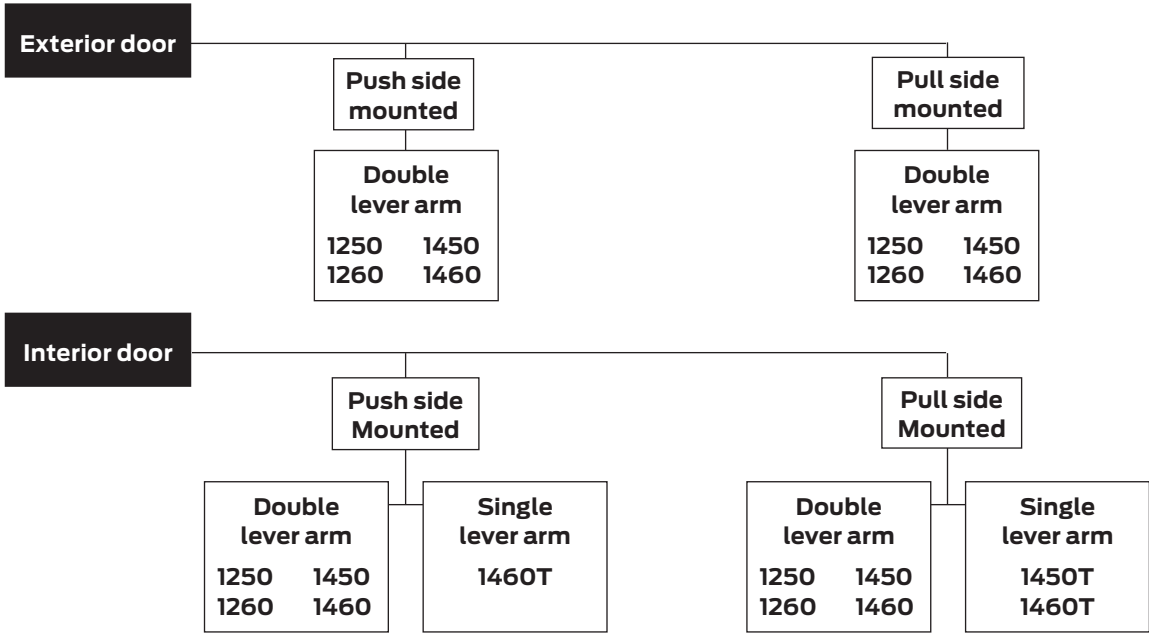 Exterior door
Push side
mounted
Pull side
mounted
Double
lever arm
1250 1450
1260 1460
Double
lever arm
1250 1450
1260 1460
Interior door
Push side
Mounted
Pull side
Mounted
Double
lever arm
1250 1450
1260 1460
Single
lever arm
1460T
Double
lever arm
1250 1450
1260 1460
Single
lever arm
1450T
1460T